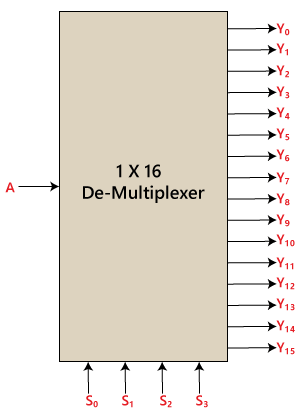 Y₀
Y₁
Y₂
Y₃
Y₄
Y₅
Y₆
1 X 16
Y₇
A
De-Multiplexer
Y₈
Y₉
Y₁₀
Y₁₁
Y₁₂
Y₁₃
Y₁₄
Y₁₅
S₀ S₁ S₂ S₃